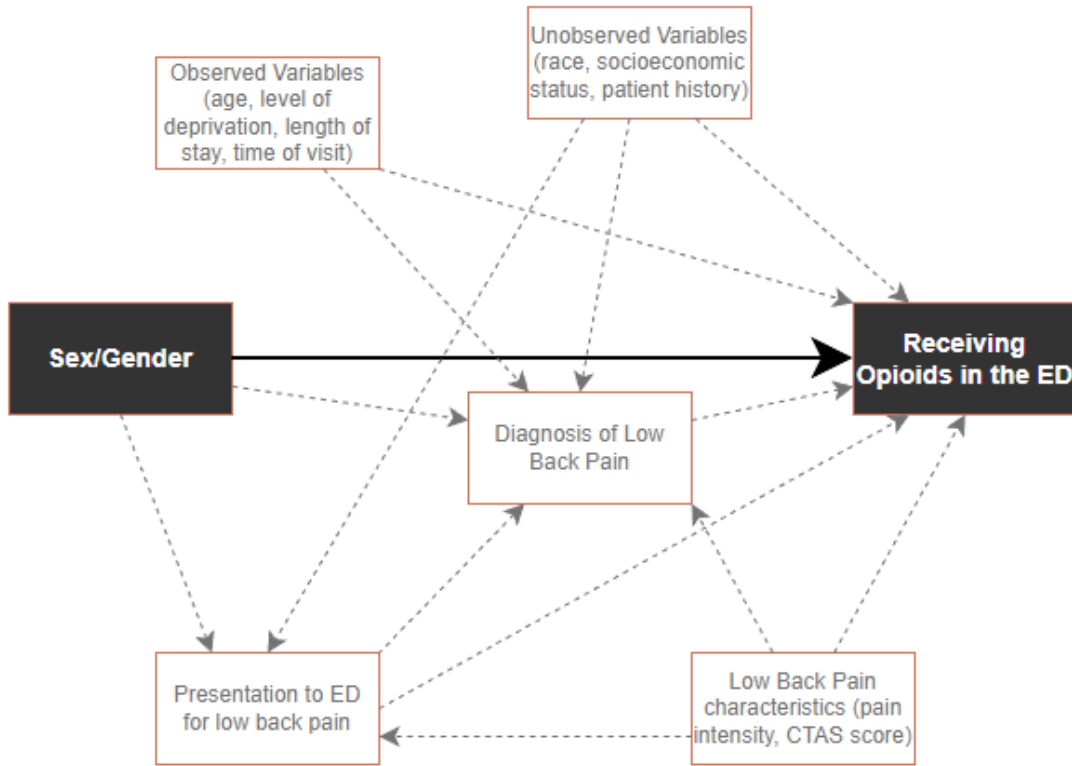 Unobserved Variables
(race, socioeconomic
status, patient history)
Observed Variables
(age, level of
deprivation, length of
stay, time of visit)
Sex/Gender
Receiving
Opioids in the ED
Diagnosis of Low
Back Pain
Presentation to ED
for low back pain
Low Back Pain
characteristics (pain
intensity, CTAS score)